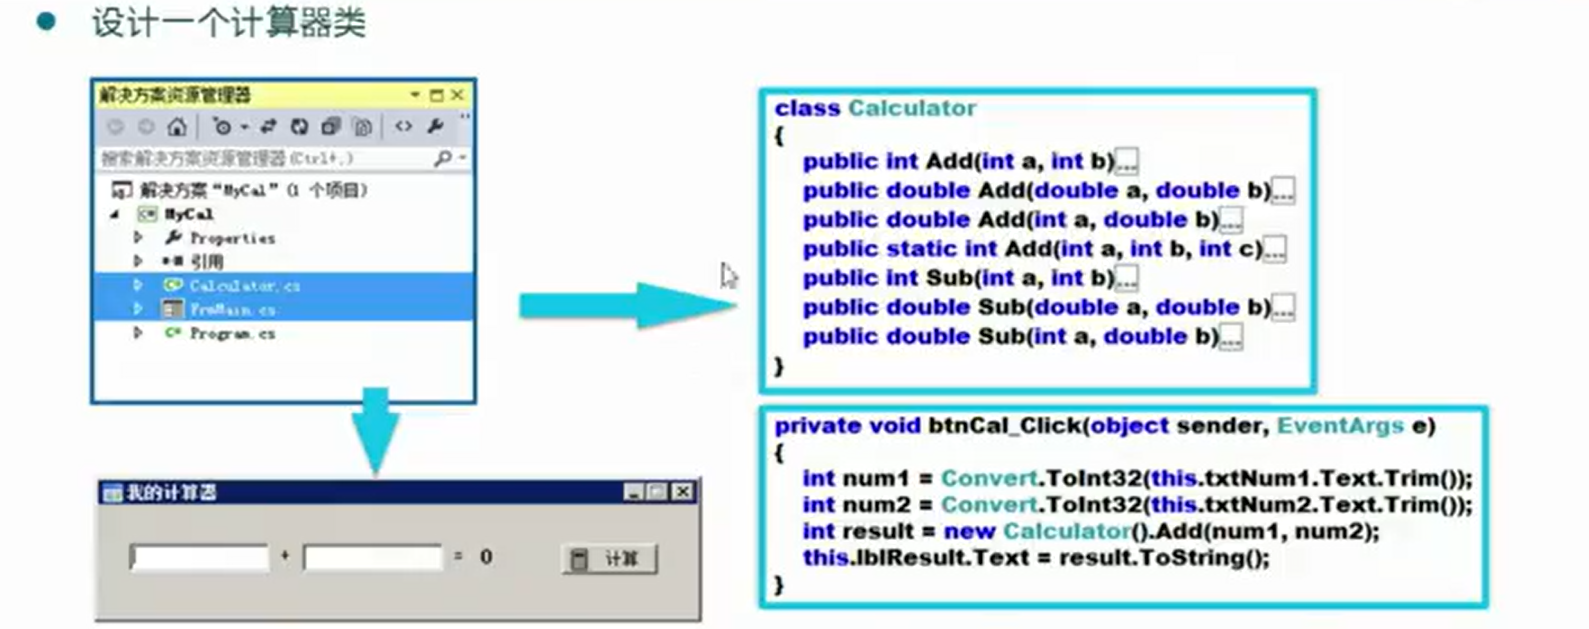 设计一个计算器类
解决方案资源管理器
搜索解决方案资源管理器(Ctrl+;)
解决方案“MyCal”(1 个项目)
C# MyCal
Properties
引用
C# Calculator.cs
FrmMain.cs
C# Program.cs
class Calculator
{
public int Add(int a, int b)...
public double Add(double a, double b)...
public double Add(int a, double b)...
public static int Add(int a, int b, int c)...
public int Sub(int a, int b)...
public double Sub(double a, double b)...
public double Sub(int a, double b)...
}
我的计算器
+ = 0 计算
private void btnCal_Click(object sender, EventArgs e)
{
int num1 = Convert.ToInt32(this.txtNum1.Text.Trim());
int num2 = Convert.ToInt32(this.txtNum2.Text.Trim());
int result = new Calculator().Add(num1, num2);
this.lblResult.Text = result.ToString();
}